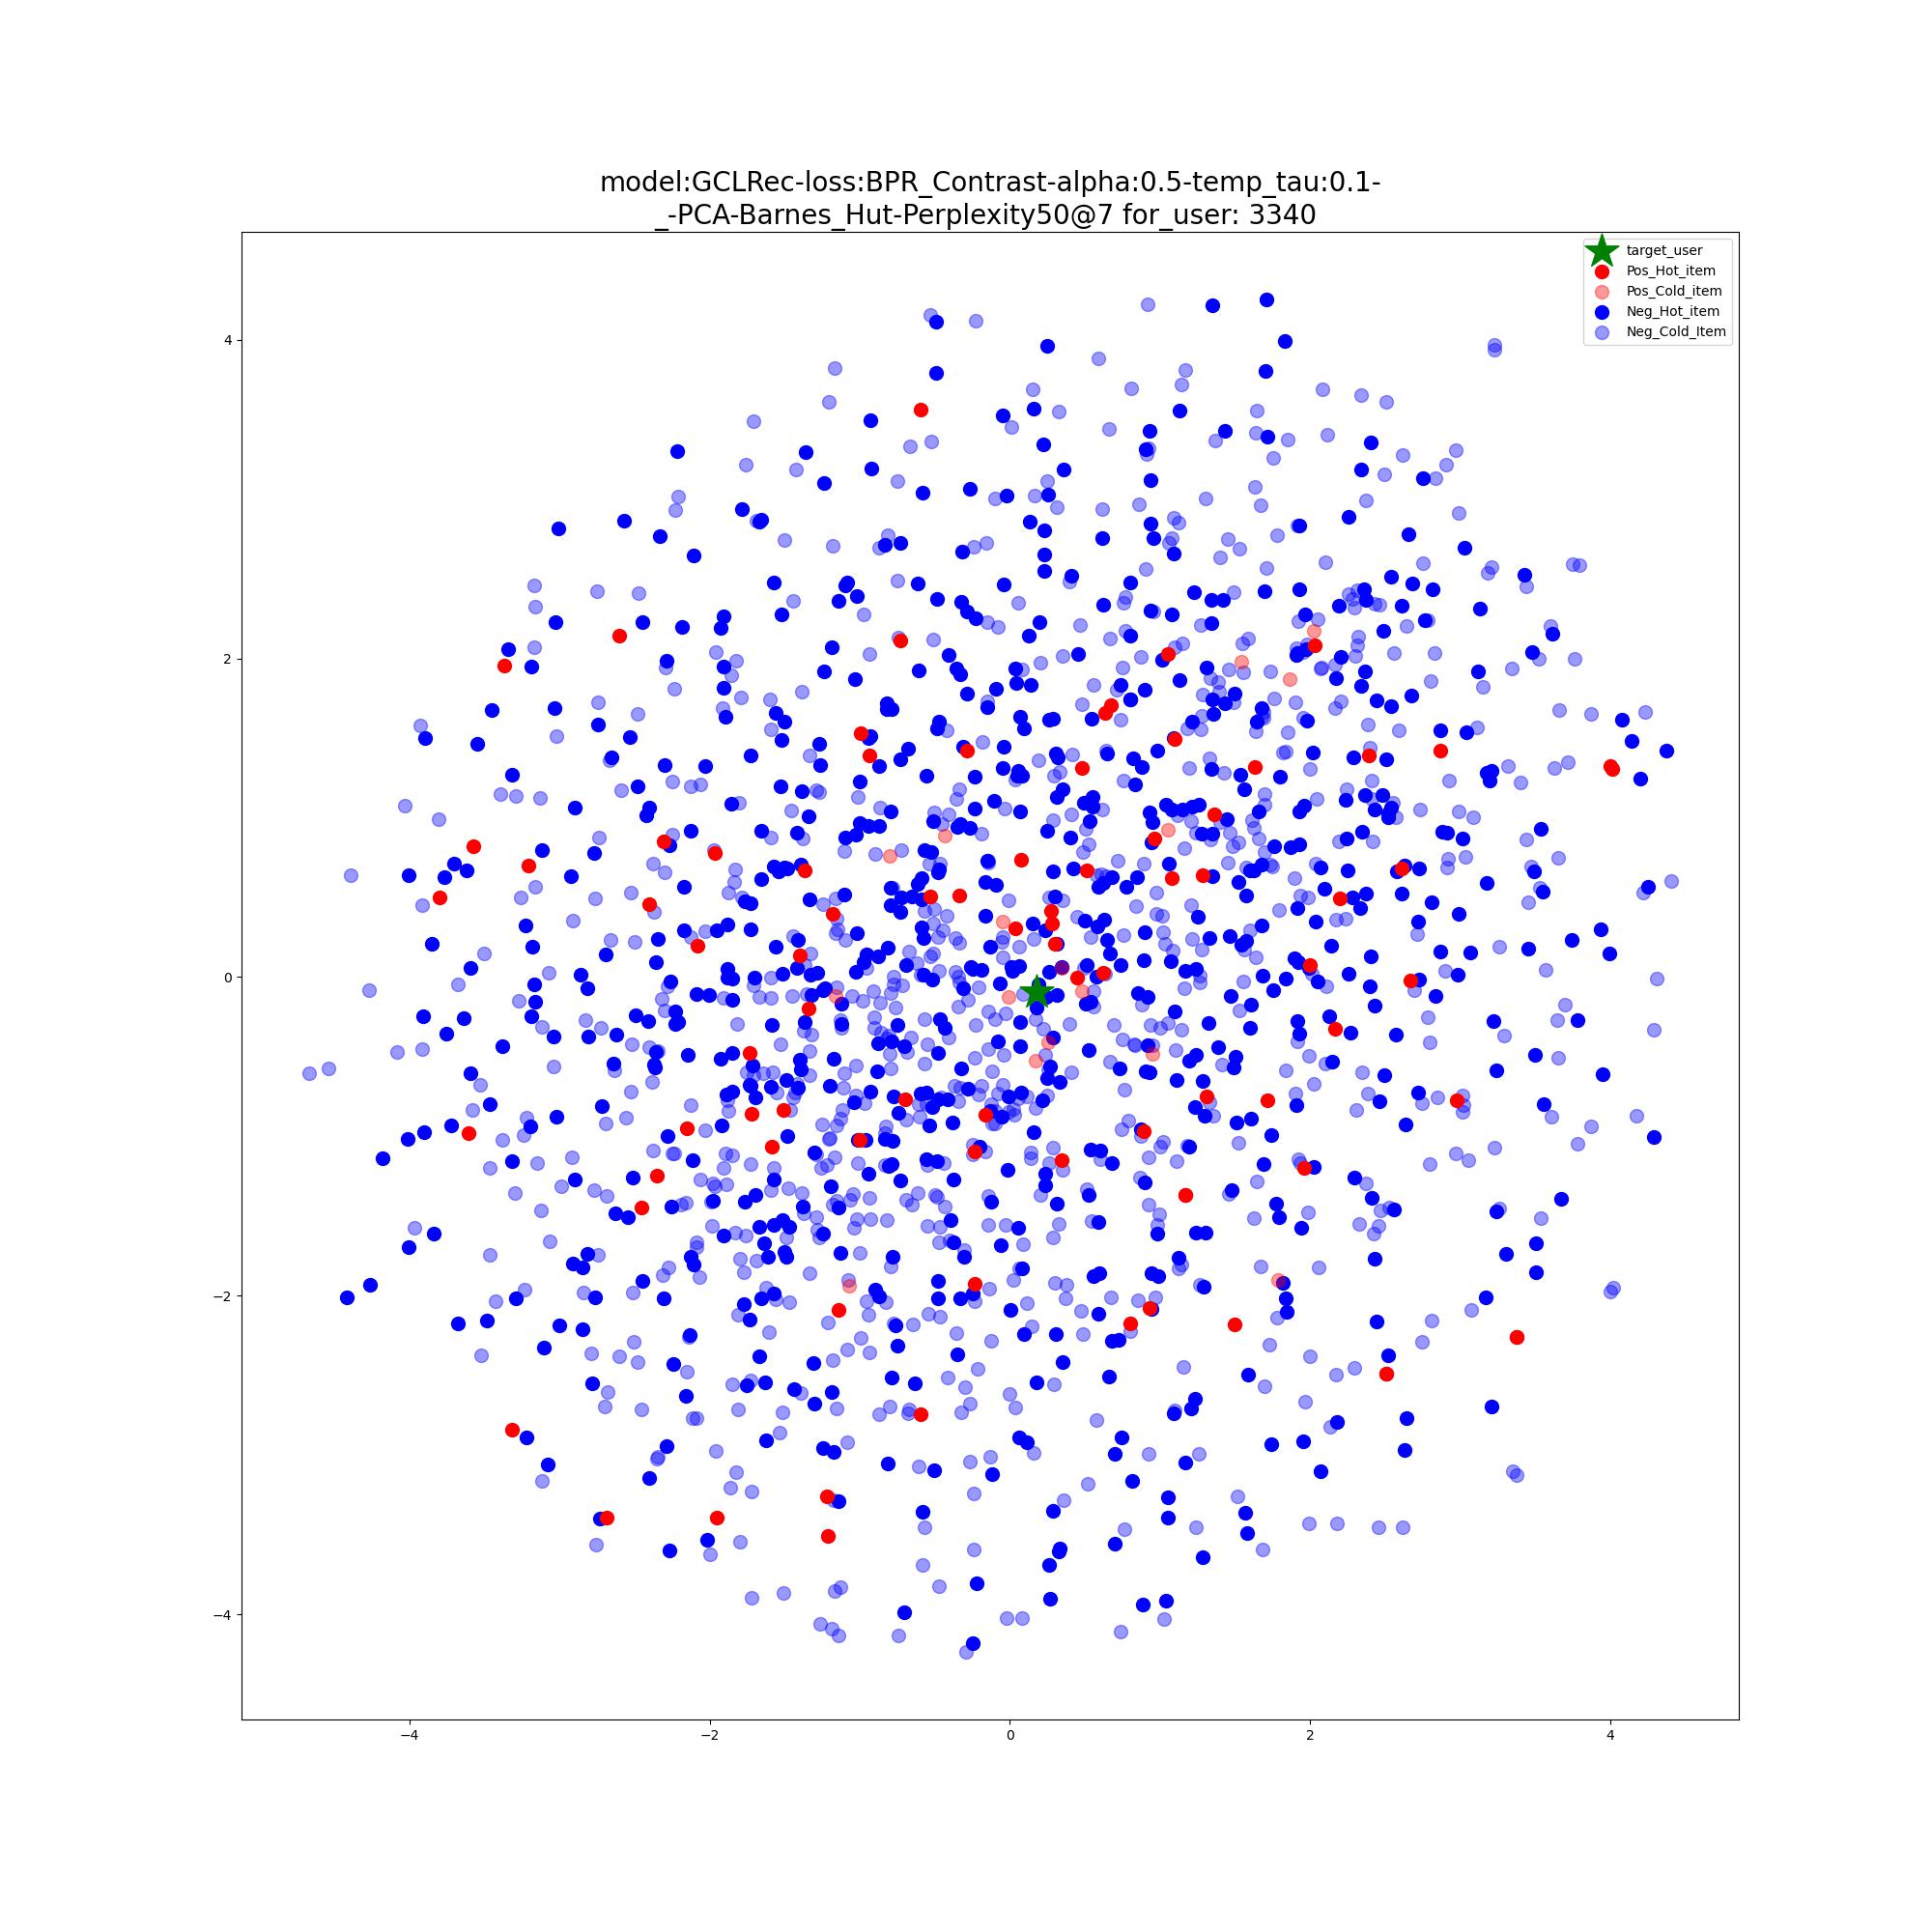 model:GCLRec-loss:BPR_Contrast-alpha:0.5-temp_tau:0.1-
_-PCA-Barnes_Hut-Perplexity50@7 for_user: 3340
target_user
Pos_Hot_item
Pos_Cold_item
Neg_Hot_item
Neg_Cold_Item
4
2
0
−2
−4
−4
−2
0
2
4